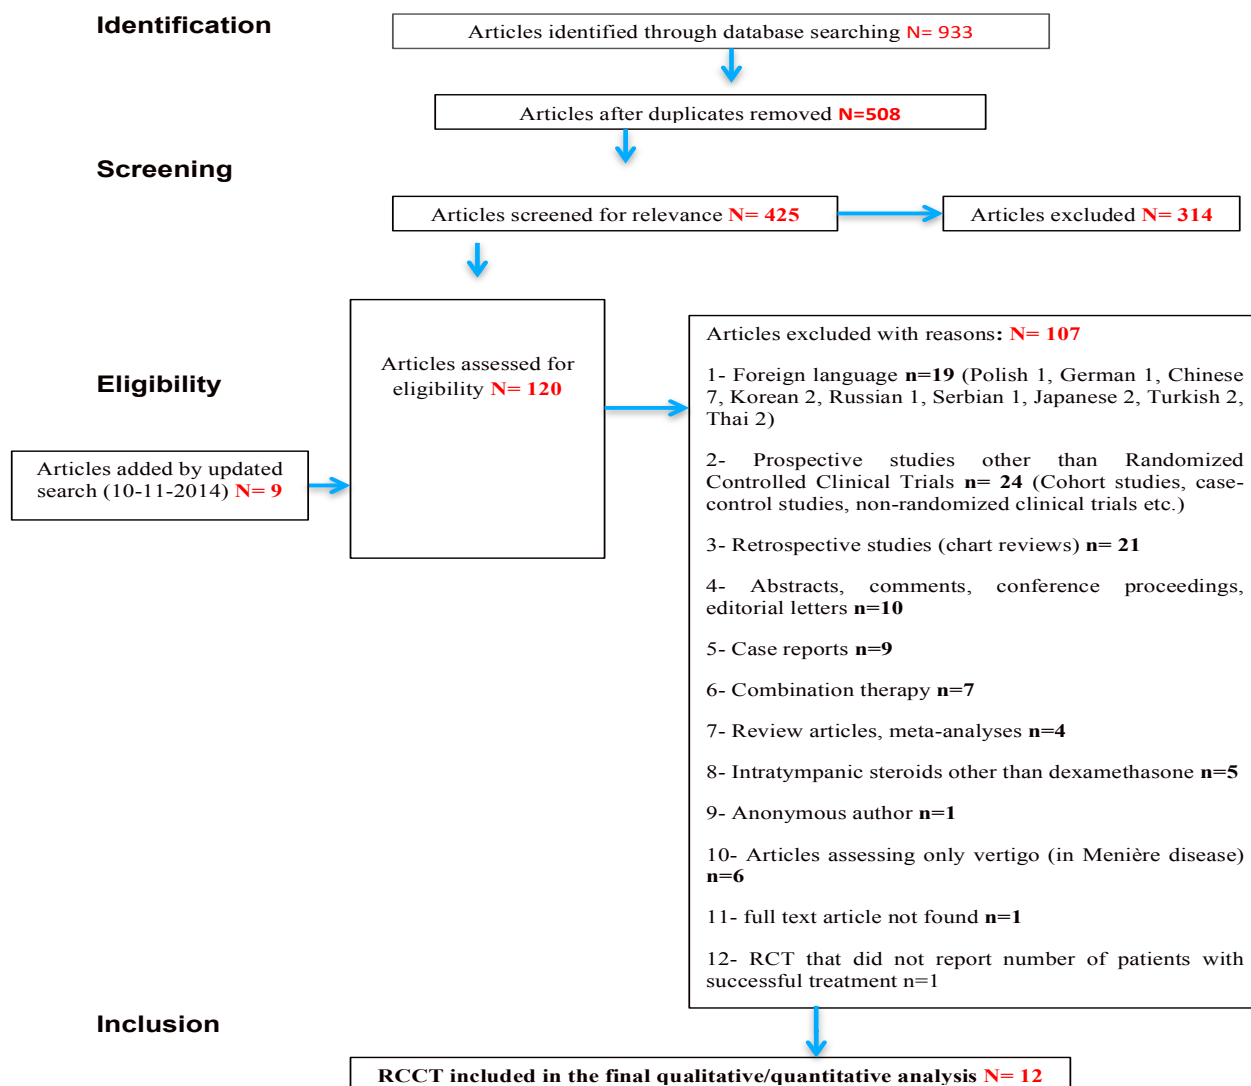 Identification
Articles identified through database searching N= 933
Articles after duplicates removed N=508
Screening
Articles screened for relevance N= 425
Articles excluded N= 314
Eligibility
Articles assessed for
eligibility N= 120
Articles added by updated
search (10-11-2014) N= 9
Articles excluded with reasons: N= 107
1- Foreign language n=19 (Polish 1, German 1, Chinese
7, Korean 2, Russian 1, Serbian 1, Japanese 2, Turkish 2,
Thai 2)
2- Prospective studies other than Randomized
Controlled Clinical Trials n= 24 (Cohort studies, case-
control studies, non-randomized clinical trials etc.)
3- Retrospective studies (chart reviews) n= 21
4- Abstracts, comments, conference proceedings,
editorial letters n=10
5- Case reports n=9
6- Combination therapy n=7
7- Review articles, meta-analyses n=4
8- Intratympanic steroids other than dexamethasone n=5
9- Anonymous author n=1
10- Articles assessing only vertigo (in Menière disease)
n=6
11- full text article not found n=1
12- RCT that did not report number of patients with
successful treatment n=1
Inclusion
RCCT included in the final qualitative/quantitative analysis N= 12